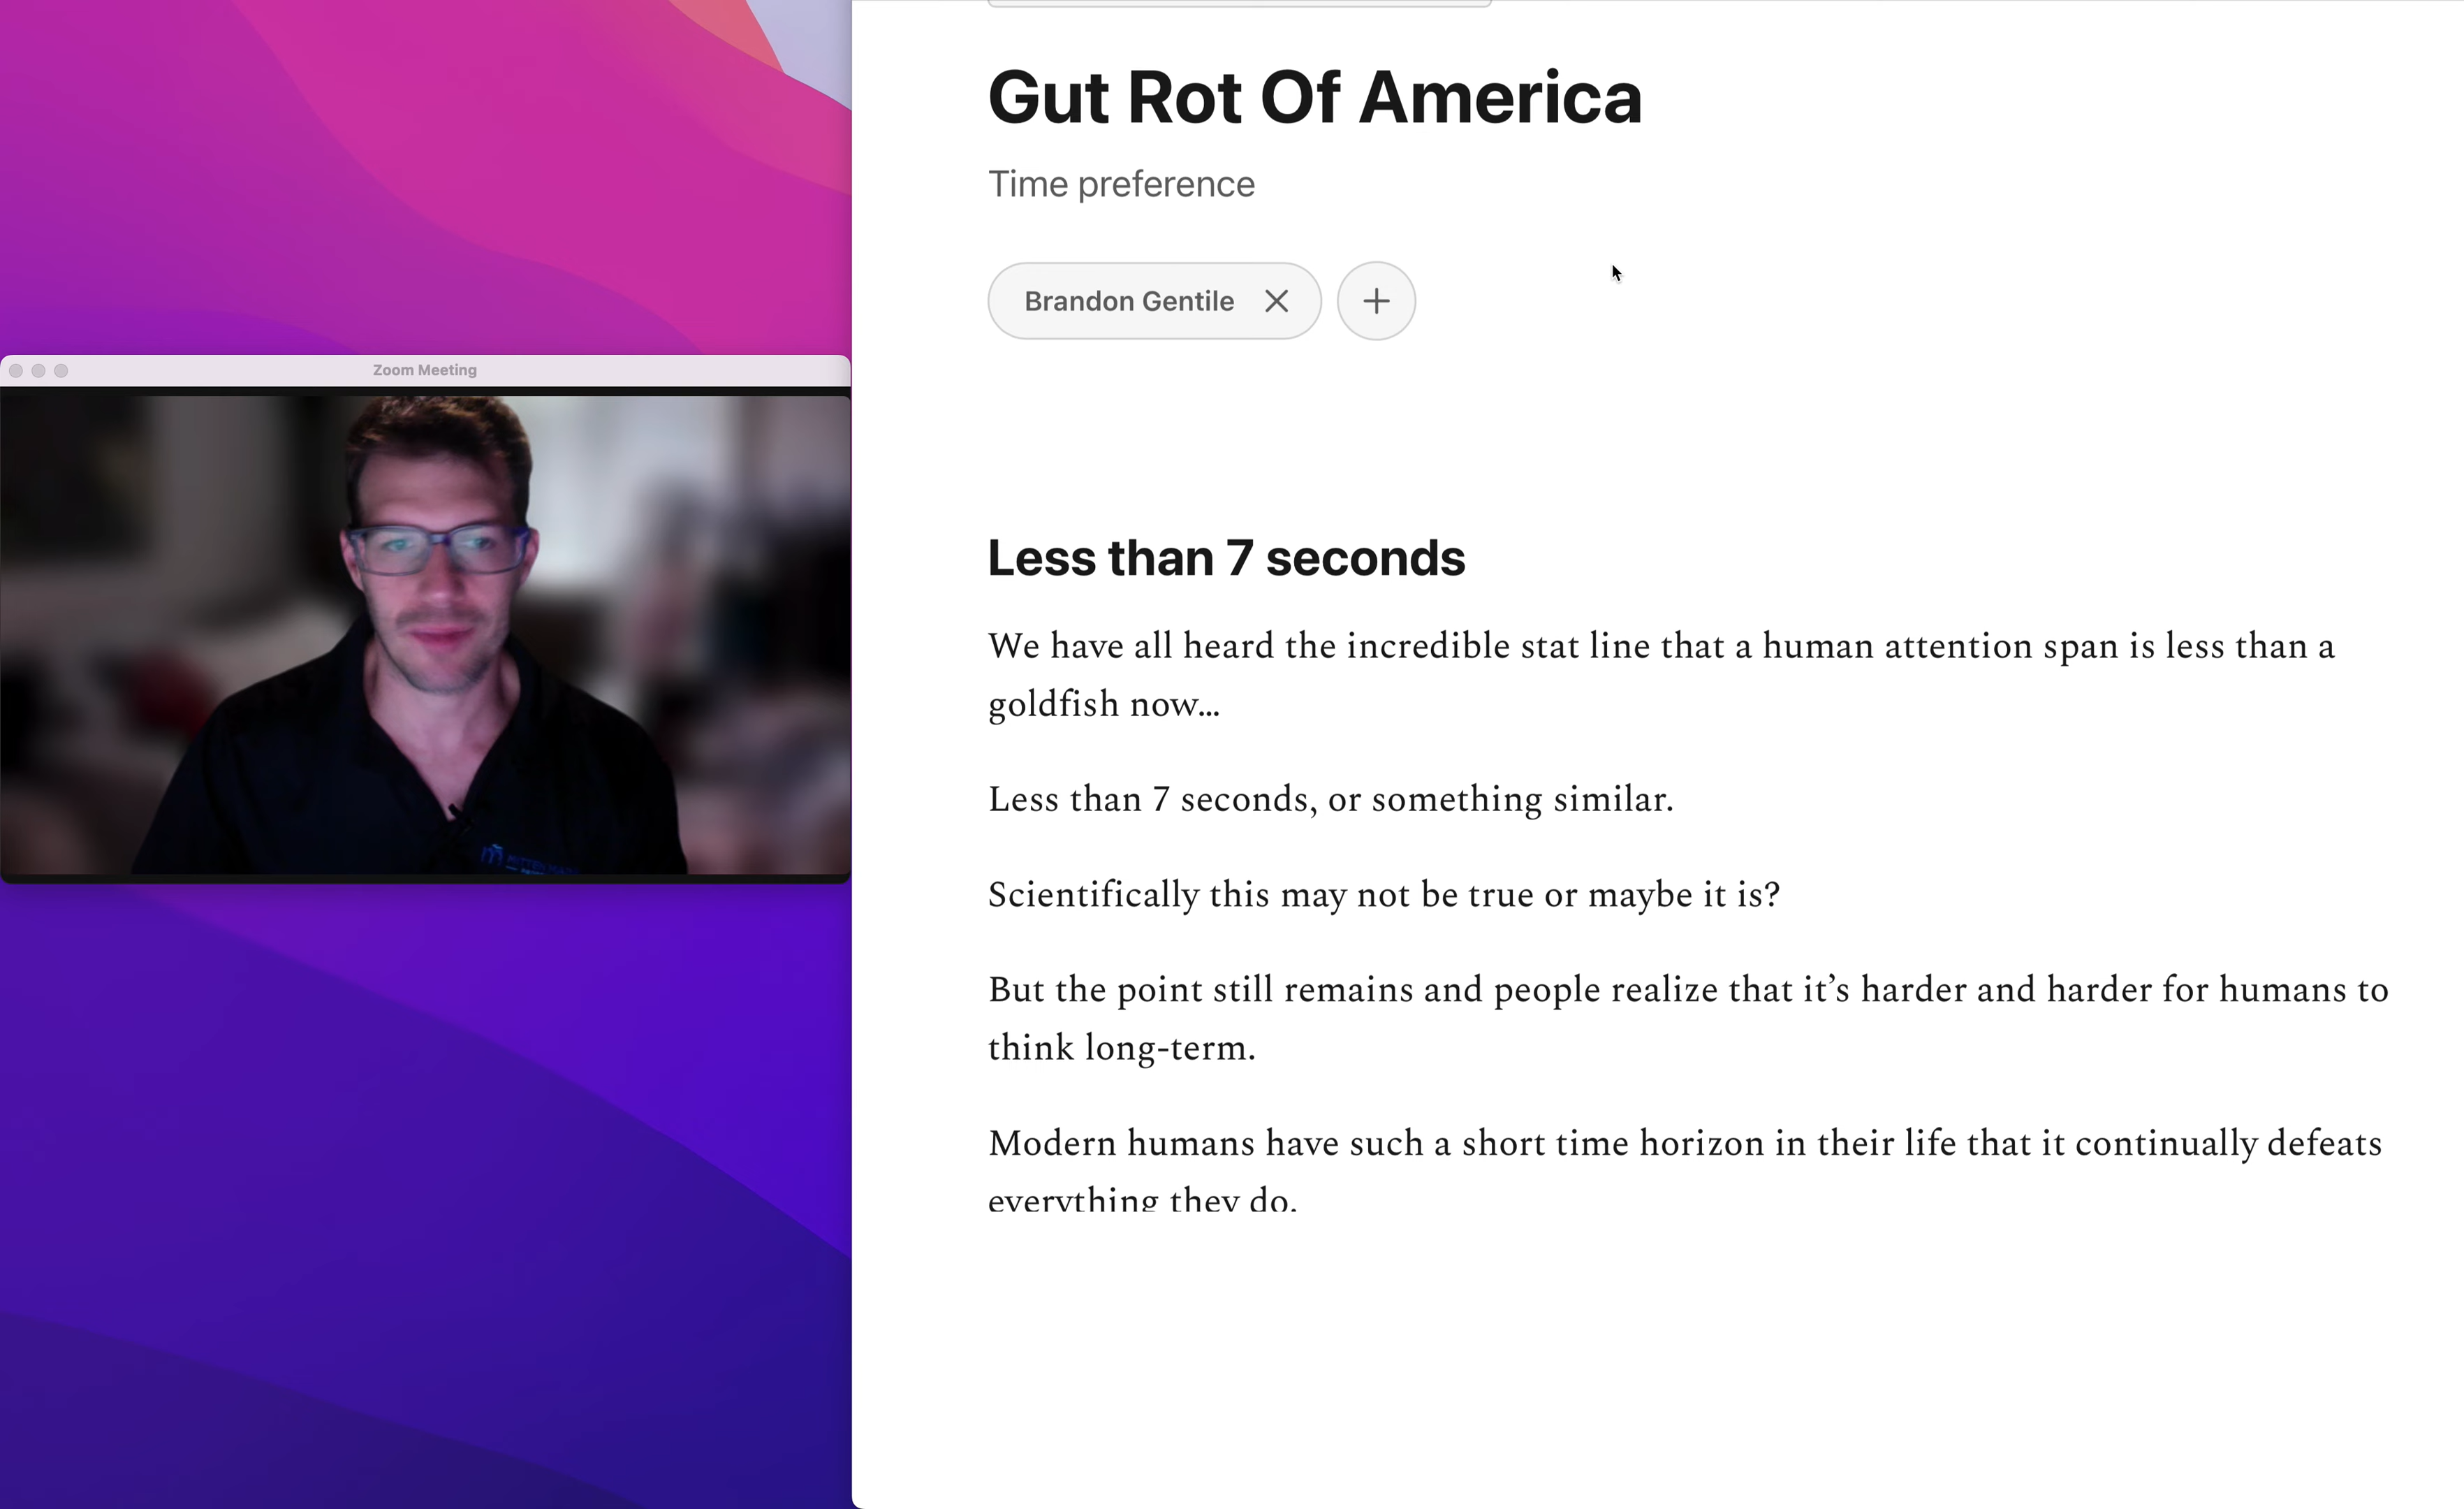 Gut Rot Of America
Time preference
Brandon Gentile
Zoom Meeting
Less than 7 seconds
We have all heard the incredible stat line that a human attention span is less than a
goldfish now...
Less than 7 seconds, or something similar.
Scientifically this may not be true or maybe it is?
But the point still remains and people realize that it’s harder and harder for humans to
think long-term.
Modern humans have such a short time horizon in their life that it continually defeats
everything they do.